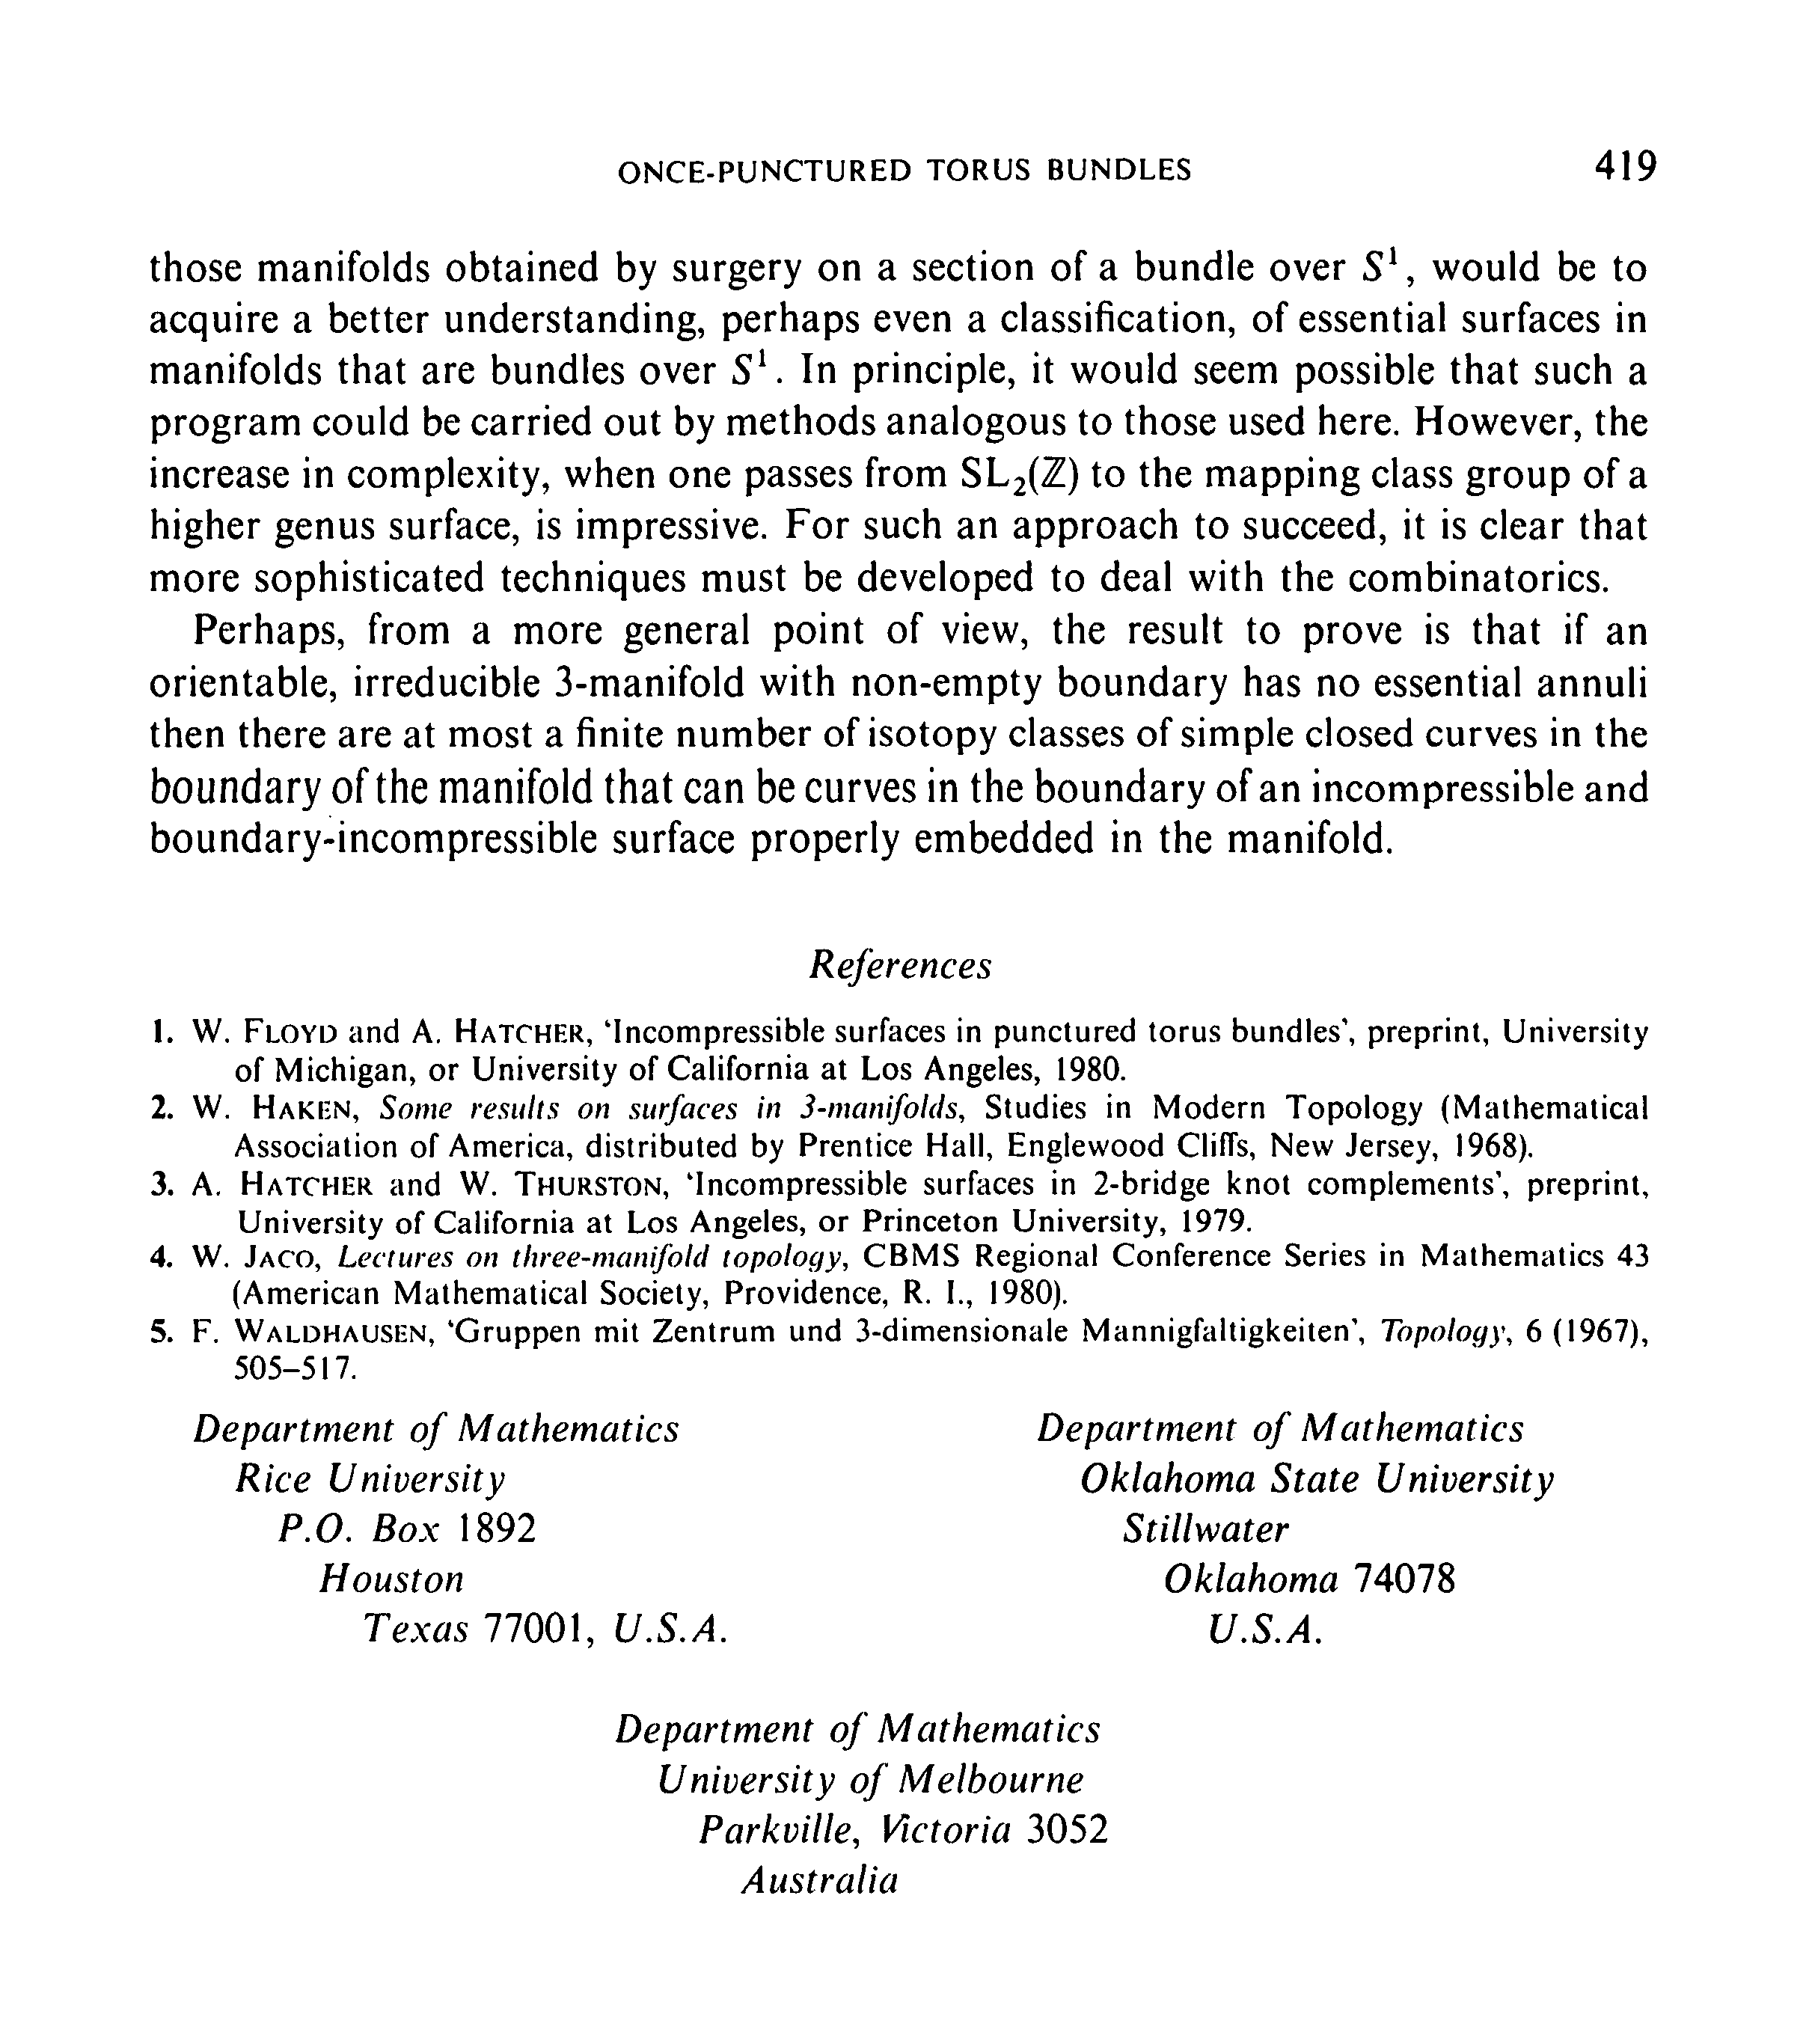 ONCE-PUNCTURED TORUS BUNDLES 419
those manifolds obtained by surgery on a section of a bundle over S¹, would be to
acquire a better understanding, perhaps even a classification, of essential surfaces in
manifolds that are bundles over S¹. In principle, it would seem possible that such a
program could be carried out by methods analogous to those used here. However, the
increase in complexity, when one passes from SL₂(ℤ) to the mapping class group of a
higher genus surface, is impressive. For such an approach to succeed, it is clear that
more sophisticated techniques must be developed to deal with the combinatorics.
Perhaps, from a more general point of view, the result to prove is that if an
orientable, irreducible 3-manifold with non-empty boundary has no essential annuli
then there are at most a finite number of isotopy classes of simple closed curves in the
boundary of the manifold that can be curves in the boundary of an incompressible and
boundary-incompressible surface properly embedded in the manifold.
References
1. W. FLOYD and A. HATCHER, ‘Incompressible surfaces in punctured torus bundles’, preprint, University
of Michigan, or University of California at Los Angeles, 1980.
2. W. HAKEN, Some results on surfaces in 3-manifolds, Studies in Modern Topology (Mathematical
Association of America, distributed by Prentice Hall, Englewood Cliffs, New Jersey, 1968).
3. A. HATCHER and W. THURSTON, ‘Incompressible surfaces in 2-bridge knot complements’, preprint,
University of California at Los Angeles, or Princeton University, 1979.
4. W. JACO, Lectures on three-manifold topology, CBMS Regional Conference Series in Mathematics 43
(American Mathematical Society, Providence, R. I., 1980).
5. F. WALDHAUSEN, ‘Gruppen mit Zentrum und 3-dimensionale Mannigfaltigkeiten’, Topology, 6 (1967),
505–517.
Department of Mathematics
Rice University
P.O. Box 1892
Houston
Texas 77001, U.S.A.
Department of Mathematics
Oklahoma State University
Stillwater
Oklahoma 74078
U.S.A.
Department of Mathematics
University of Melbourne
Parkville, Victoria 3052
Australia